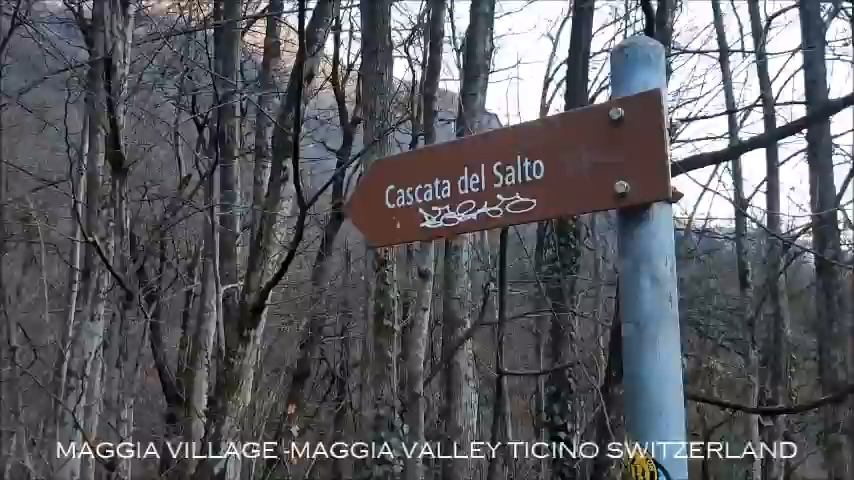 Cascata del Salto
MAGGIA VILLAGE -MAGGIA VALLEY TICINO SWITZERLAND